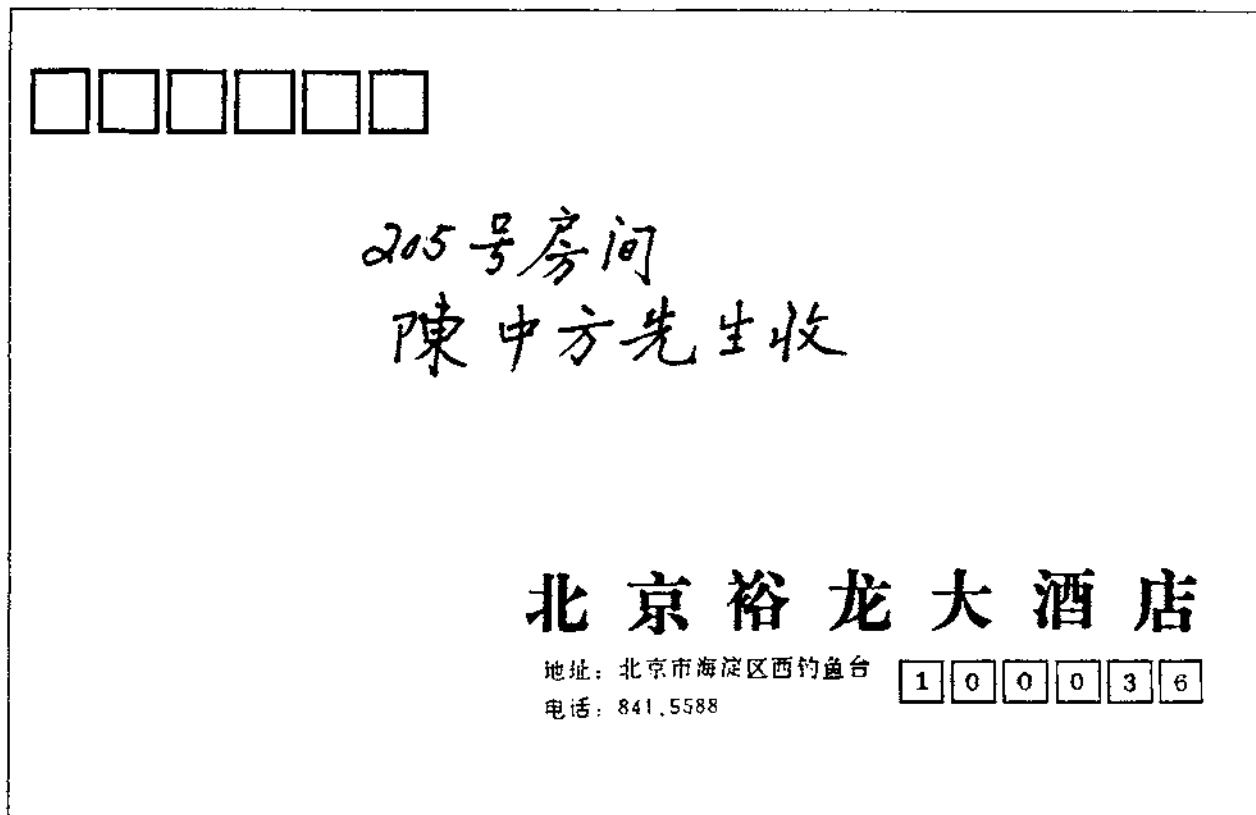 205号房间
陳中方先生收
北京裕龙大酒店
地址：北京市海淀区西钓鱼台
100036
电话：841.5588